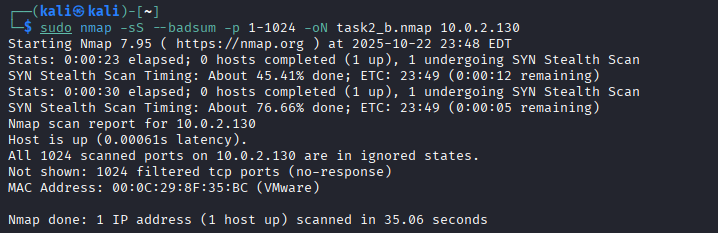 ┌──(kali㉿kali)-[~]
└─$ sudo nmap -sS --badsum -p 1-1024 -oN task2_b.nmap 10.0.2.130
Starting Nmap 7.95 ( https://nmap.org ) at 2025-10-22 23:48 EDT
Stats: 0:00:23 elapsed; 0 hosts completed (1 up), 1 undergoing SYN Stealth Scan
SYN Stealth Scan Timing: About 45.41% done; ETC: 23:49 (0:00:12 remaining)
Stats: 0:00:30 elapsed; 0 hosts completed (1 up), 1 undergoing SYN Stealth Scan
SYN Stealth Scan Timing: About 76.66% done; ETC: 23:49 (0:00:05 remaining)
Nmap scan report for 10.0.2.130
Host is up (0.00061s latency).
All 1024 scanned ports on 10.0.2.130 are in ignored states.
Not shown: 1024 filtered tcp ports (no-response)
MAC Address: 00:0C:29:8F:35:BC (VMware)
Nmap done: 1 IP address (1 host up) scanned in 35.06 seconds